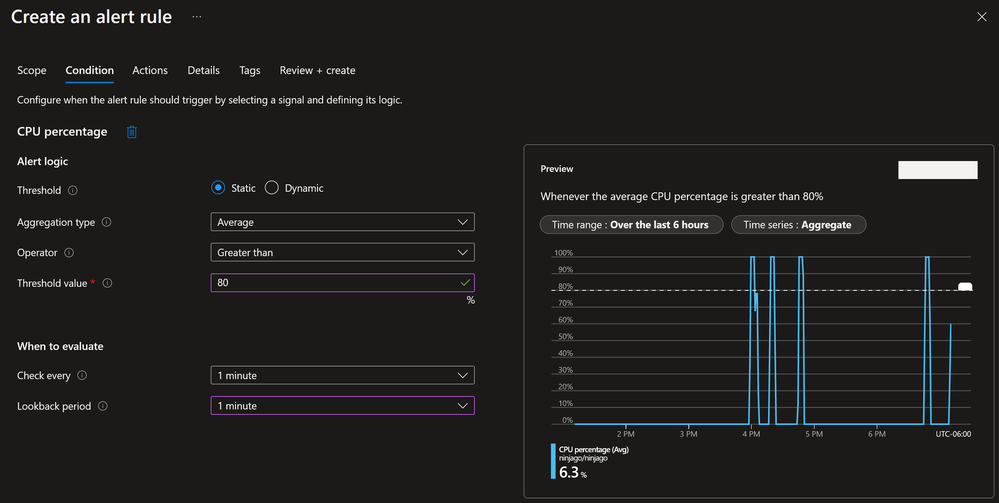 Create an alert rule ...
Scope Condition Actions Details Tags Review + create
Configure when the alert rule should trigger by selecting a signal and defining its logic.
CPU percentage
Alert logic
Threshold Static Dynamic
Aggregation type Average
Operator Greater than
Threshold value * 80
%
When to evaluate
Check every 1 minute
Lookback period 1 minute
Preview
Whenever the average CPU percentage is greater than 80%
Time range : Over the last 6 hours Time series : Aggregate
100%
90%
80%
70%
60%
50%
40%
30%
20%
10%
0%
2 PM 3 PM 4 PM 5 PM 6 PM UTC-06:00
CPU percentage (Avg)
ninjago/ninjago
6.3 %